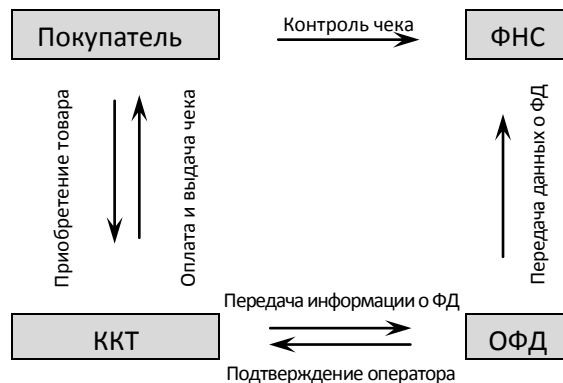 Покупатель
Контроль чека
ФНС
Приобретение товара
Оплата и выдача чека
Передача данных о ФД
Передача информации о ФД
ККТ
ОФД
Подтверждение оператора